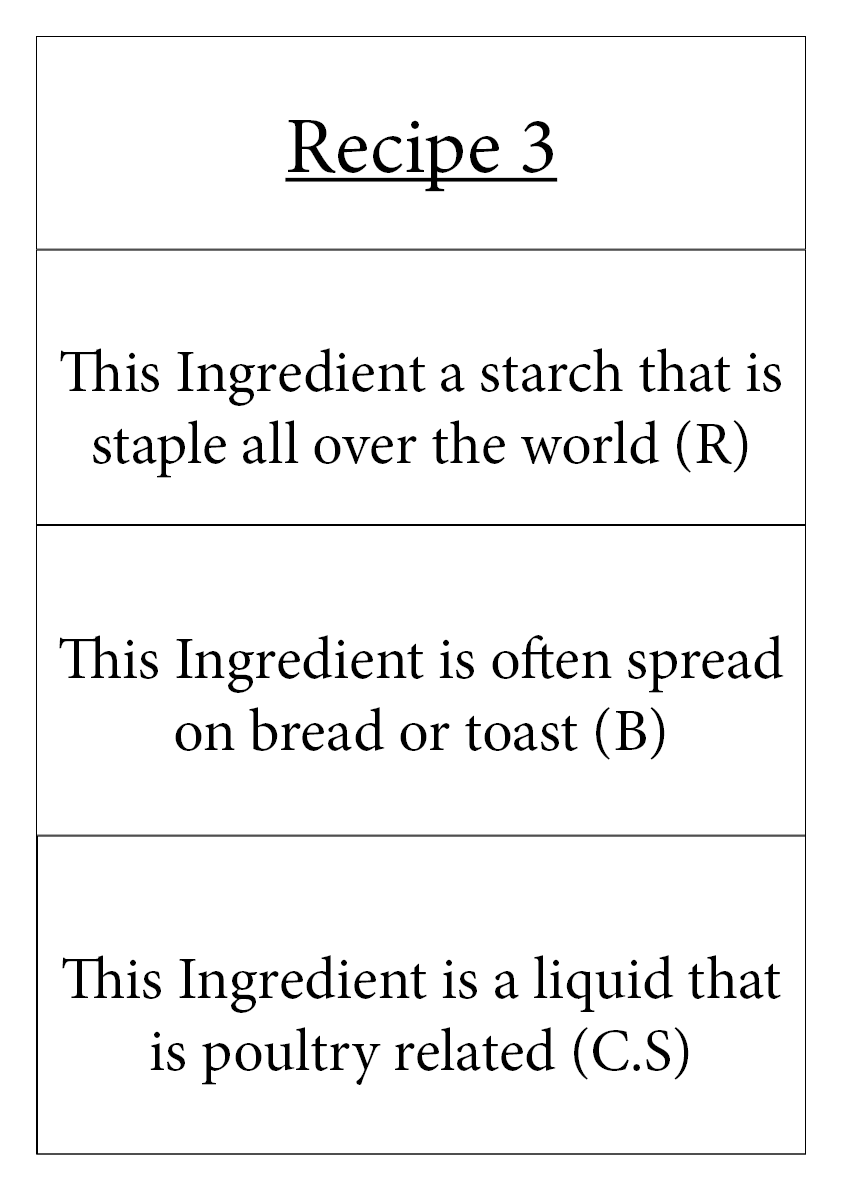 Recipe 3
This Ingredient a starch that is
staple all over the world (R)
This Ingredient is often spread
on bread or toast (B)
This Ingredient is a liquid that
is poultry related (C.S)